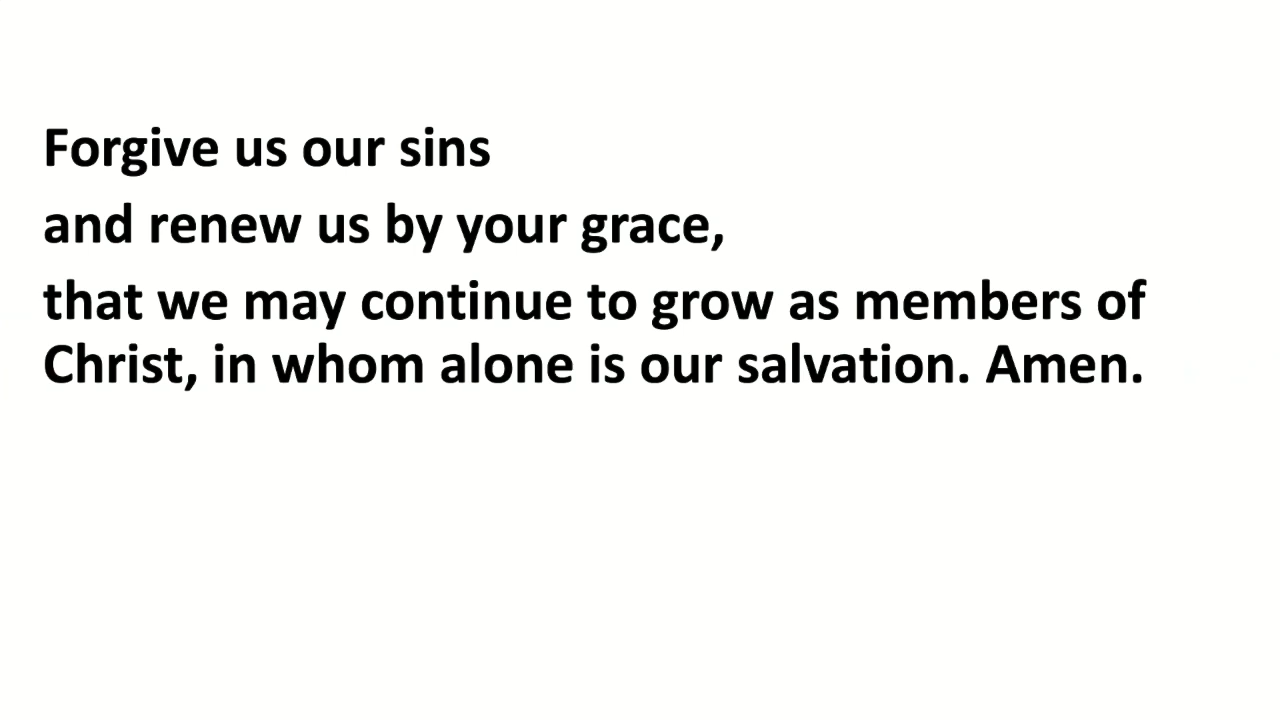 Forgive us our sins
and renew us by your grace,
that we may continue to grow as members of
Christ, in whom alone is our salvation. Amen.